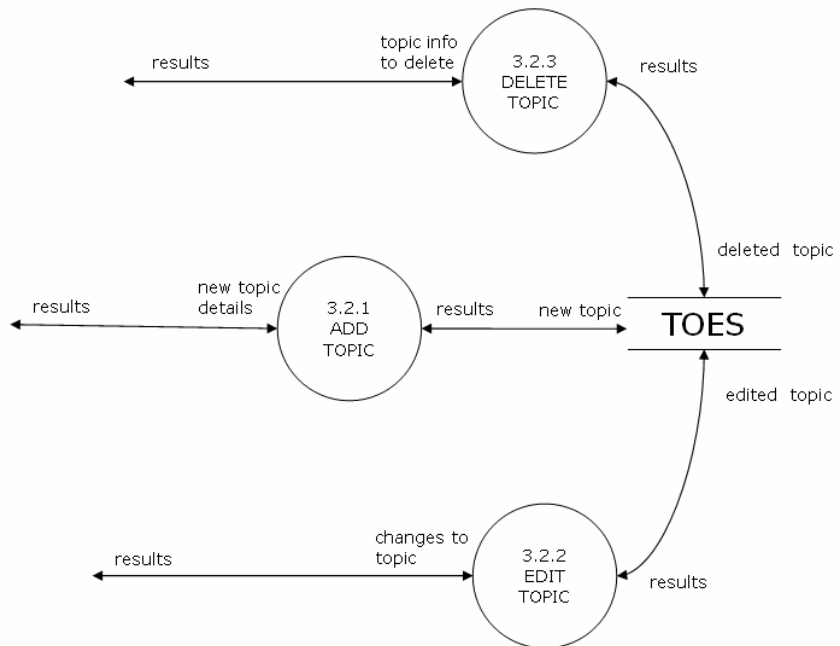 topic info
to delete
results
3.2.3
DELETE
TOPIC
results
deleted topic
new topic
details
results
3.2.1
ADD
TOPIC
results
new topic
TOES
edited topic
changes to
topic
results
3.2.2
EDIT
TOPIC
results